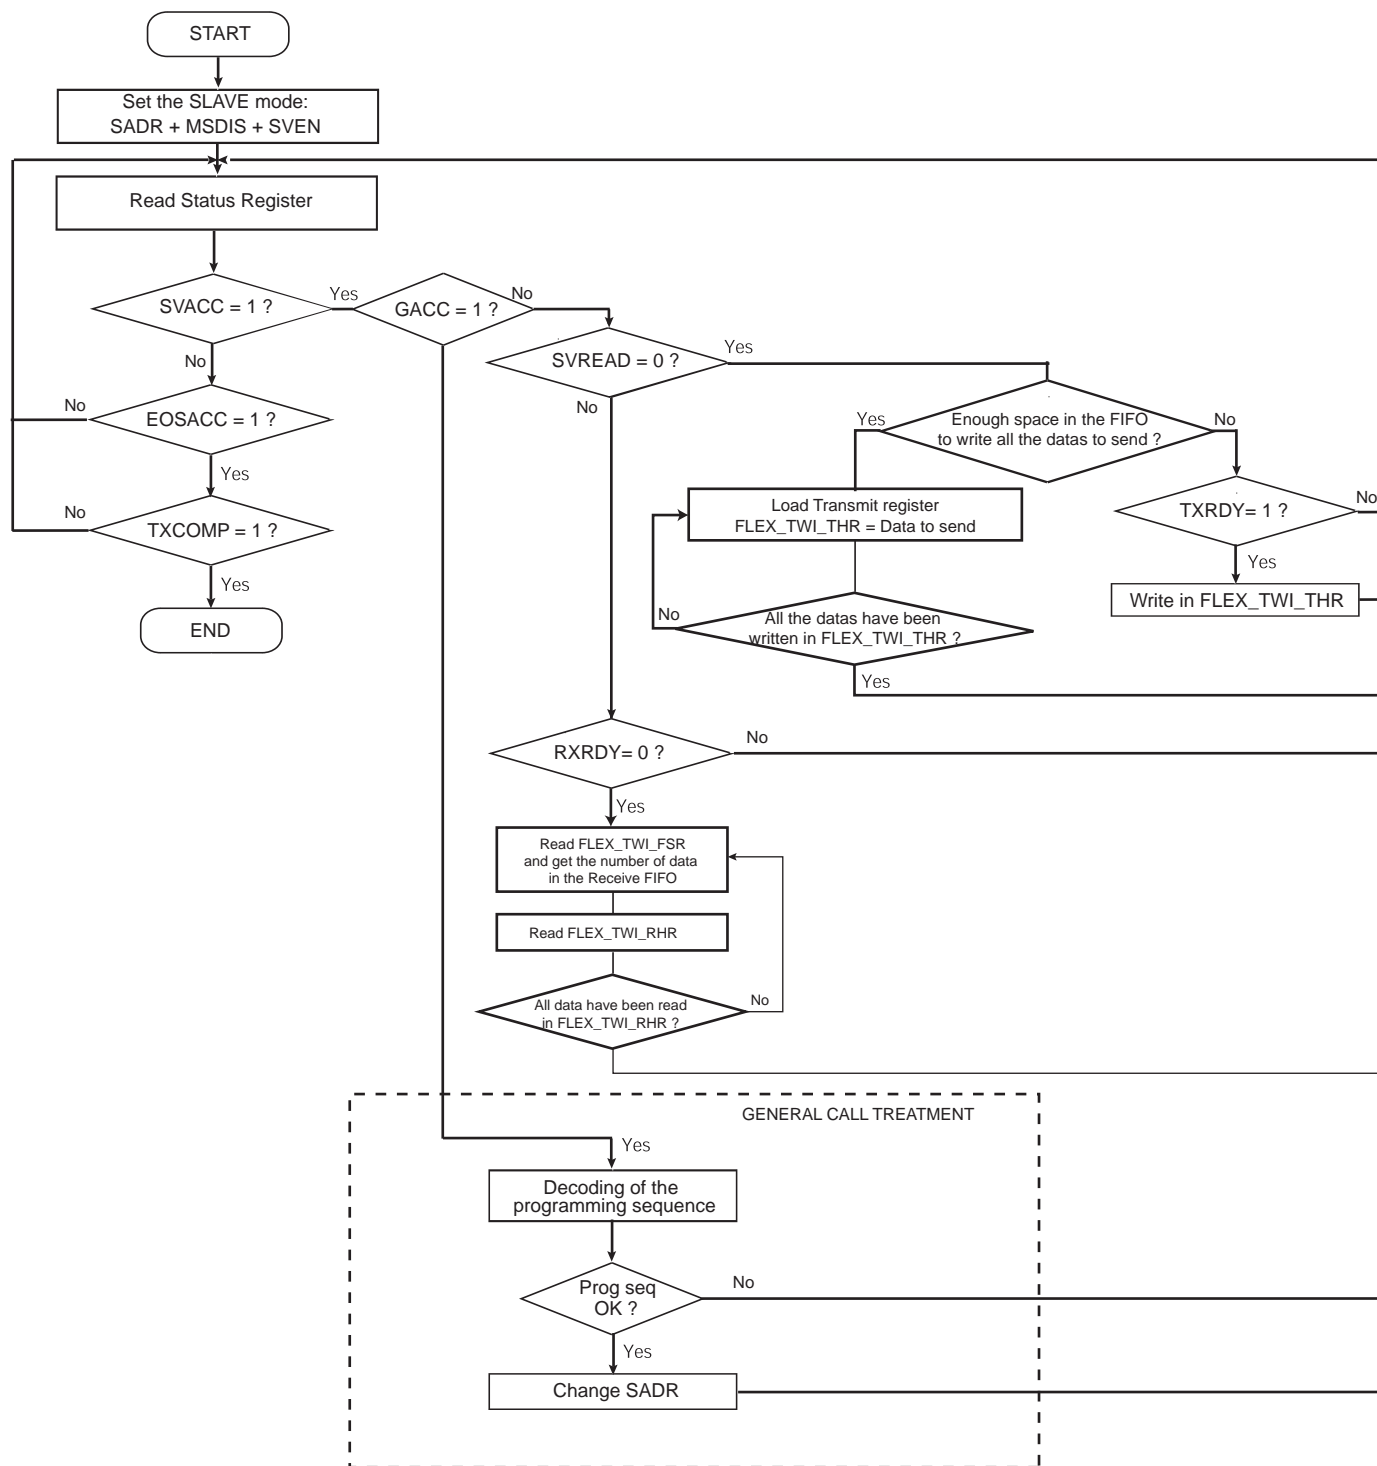 START
Set the SLAVE mode:
SADR + MSDIS + SVEN
Read Status Register
SVACC = 1 ?
Yes
GACC = 1 ?
No
No
SVREAD = 0 ?
Yes
EOSACC = 1 ?
No
Yes
No
Enough space in the FIFO
to write all the datas to send ?
Yes
No
TXCOMP = 1 ?
No
Yes
END
Load Transmit register
FLEX_TWI_THR = Data to send
TXRDY= 1 ?
No
Yes
Write in FLEX_TWI_THR
All the datas have been
written in FLEX_TWI_THR ?
No
Yes
RXRDY= 0 ?
No
Yes
Read FLEX_TWI_FSR
and get the number of data
in the Receive FIFO
Read FLEX_TWI_RHR
All data have been read
in FLEX_TWI_RHR ?
No
GENERAL CALL TREATMENT
Yes
Decoding of the
programming sequence
Prog seq
OK ?
No
Yes
Change SADR